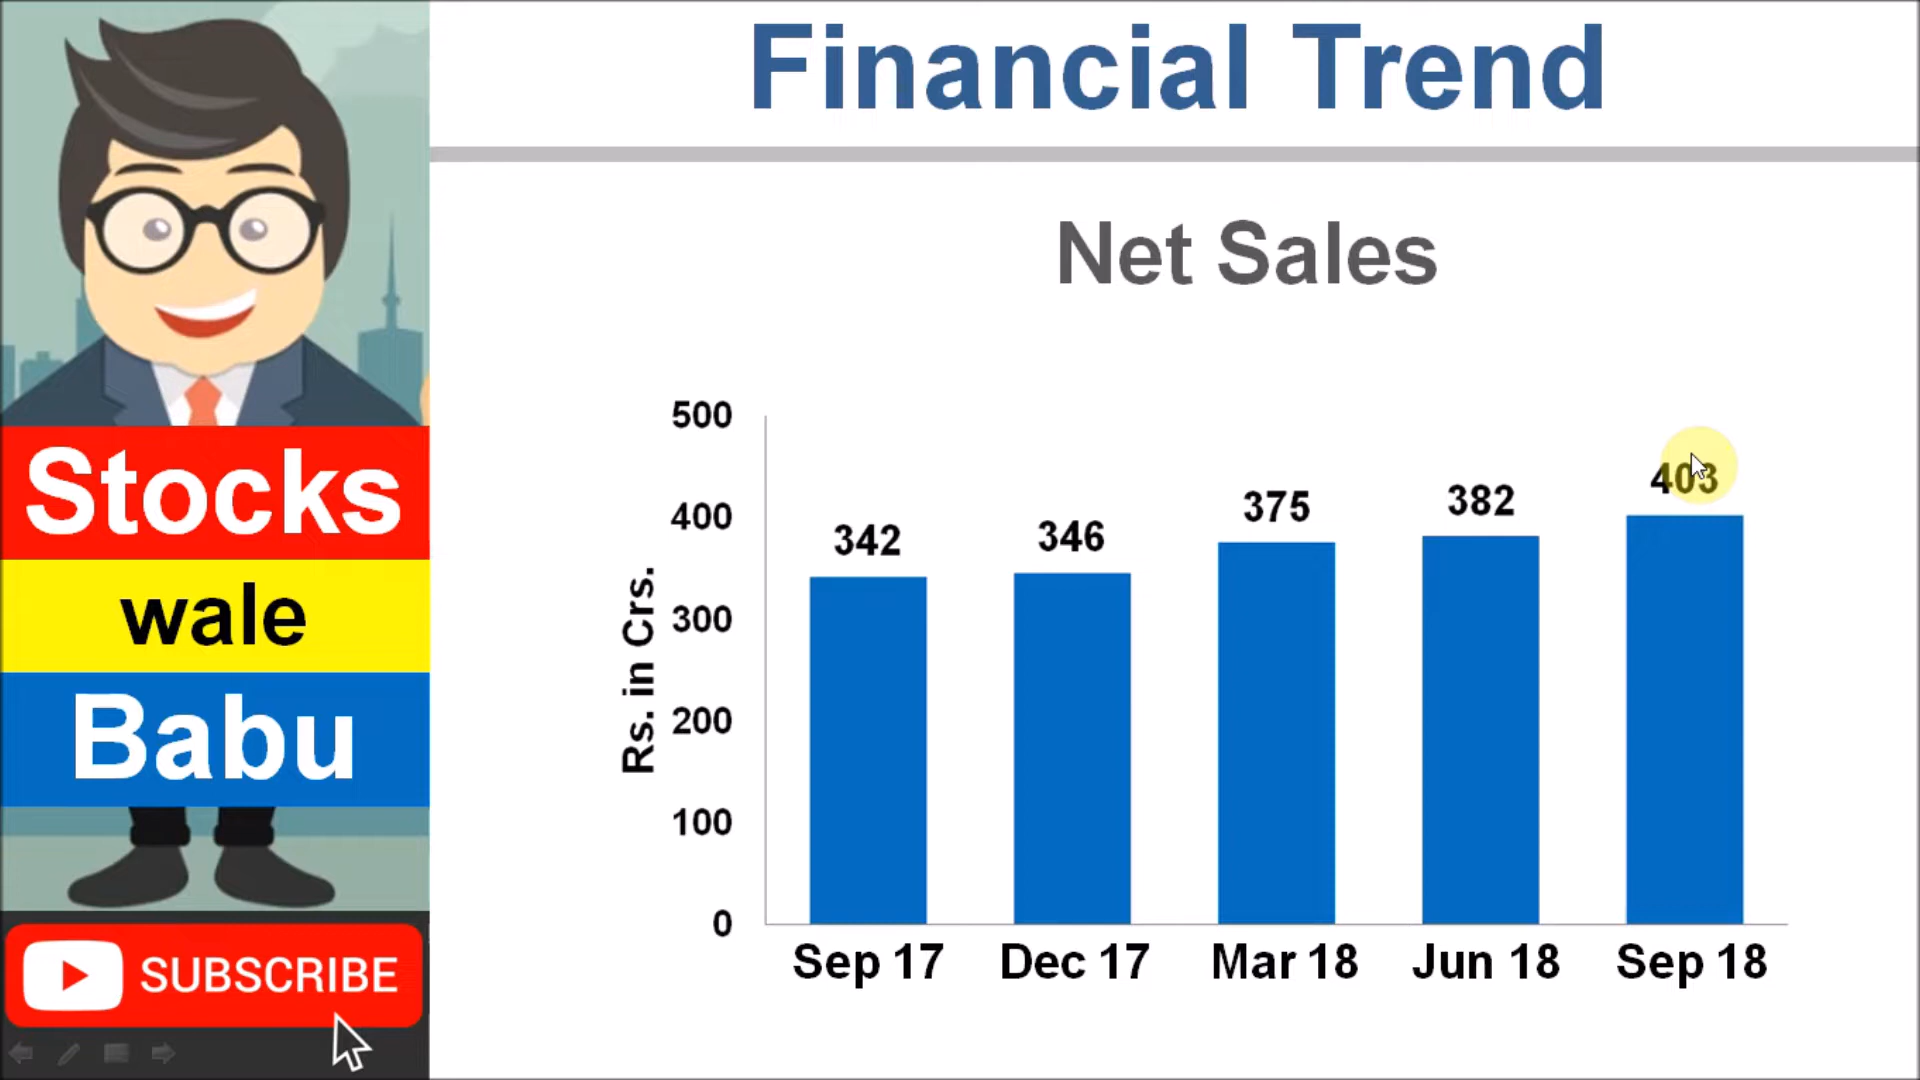 Financial Trend
Stocks
wale
Babu
SUBSCRIBE
Net Sales
Rs. in Crs.
500
400
300
200
100
0
342
346
375
382
403
Sep 17
Dec 17
Mar 18
Jun 18
Sep 18